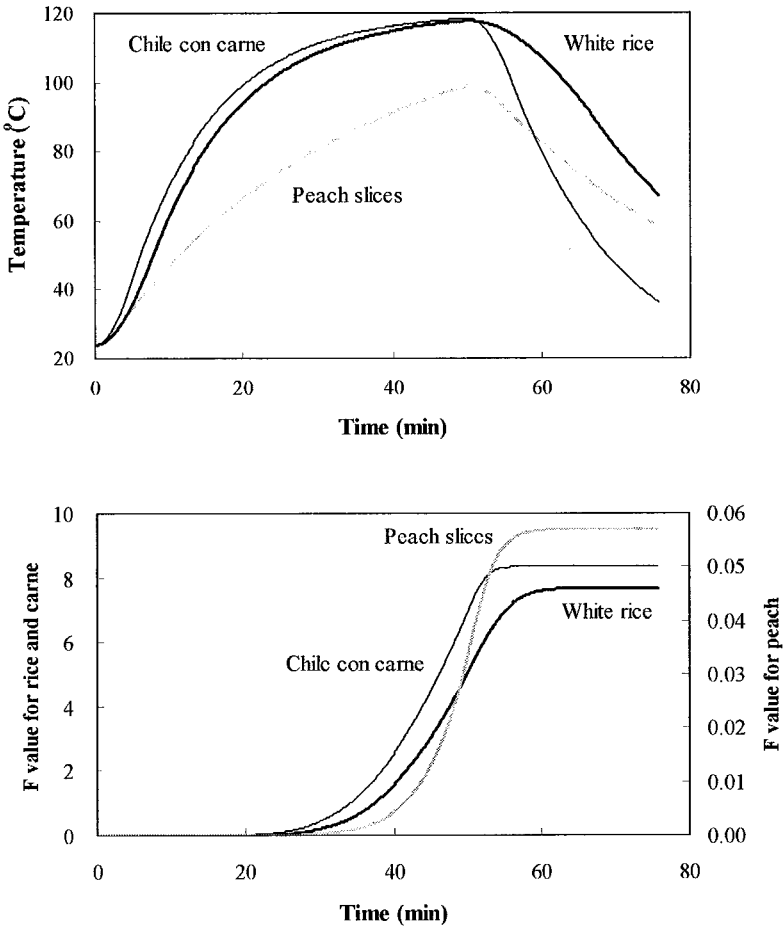 120
100
80
60
40
20
Temperature (⁰C)
Chile con carne
White rice
Peach slices
0
20
40
60
80
Time (min)
10
8
6
4
2
0
F value for rice and carne
Peach slices
White rice
Chile con carne
0.06
0.05
0.04
0.03
0.02
0.01
0.00
F value for peach
0
20
40
60
80
Time (min)